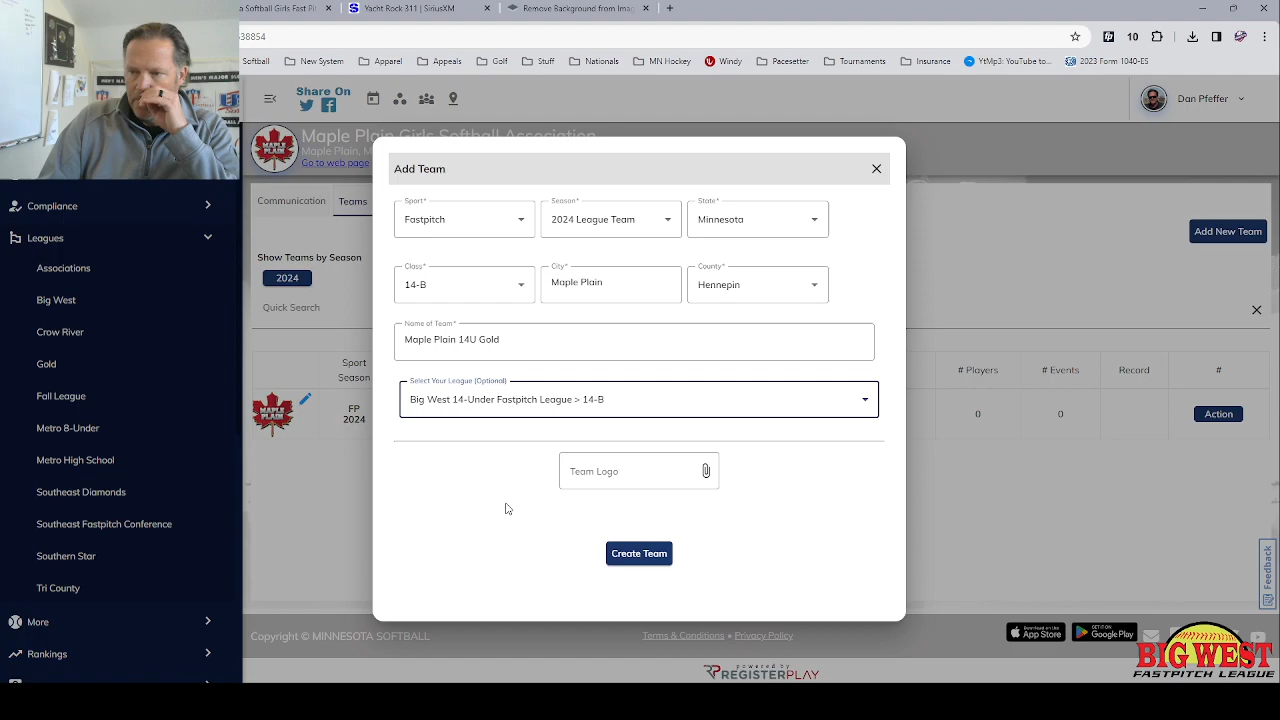 Softball Girls Fast Pit
Yacht Rock 311 | SiriusXM
Remove Background from Imag
38854
10
Softball
New System
Apparel
Appeals
Golf
Stuff
Nationals
MN Hockey
Windy
Pacesetter
Tournaments
Insurance
YtMp3: YouTube to...
2023 Form 1040-ES
Share On
Dan Pfeffer
MAPLE PLAIN
Maple Plain Girls Softball Association
Maple Plain, M
Go to web page
Communication
Teams
Add New Team
Show Teams by Season
2024
Quick Search
Sport
Season
# Players
# Events
Record
#
MAPLE PLAIN
FP
2024
0
0
Action
Compliance
Leagues
Associations
Big West
Crow River
Gold
Fall League
Metro 8-Under
Metro High School
Southeast Diamonds
Southeast Fastpitch Conference
Southern Star
Tri County
More
Rankings
Add Team
Sport*
Fastpitch
Season*
2024 League Team
State*
Minnesota
Class*
14-B
City*
Maple Plain
County*
Hennepin
Name of Team*
Maple Plain 14U Gold
Select Your League (Optional)
Big West 14-Under Fastpitch League > 14-B
Team Logo
Create Team
Feedback
Copyright © MINNESOTA SOFTBALL
Terms & Conditions » Privacy Policy
Download on the
App Store
GET IT ON
Google Play
powered by
REGISTERPLAY
BIG WEST
FASTPITCH LEAGUE